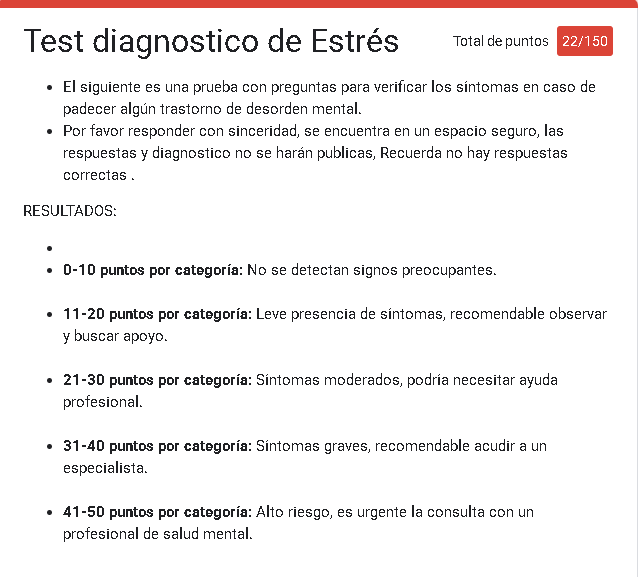 Test diagnostico de Estrés
Total de puntos 22/150
• El siguiente es una prueba con preguntas para verificar los síntomas en caso de
padecer algún trastorno de desorden mental.
• Por favor responder con sinceridad, se encuentra en un espacio seguro, las
respuestas y diagnostico no se harán publicas, Recuerda no hay respuestas
correctas .
RESULTADOS:
•
• 0-10 puntos por categoría: No se detectan signos preocupantes.
• 11-20 puntos por categoría: Leve presencia de síntomas, recomendable observar
y buscar apoyo.
• 21-30 puntos por categoría: Síntomas moderados, podría necesitar ayuda
profesional.
• 31-40 puntos por categoría: Síntomas graves, recomendable acudir a un
especialista.
• 41-50 puntos por categoría: Alto riesgo, es urgente la consulta con un
profesional de salud mental.